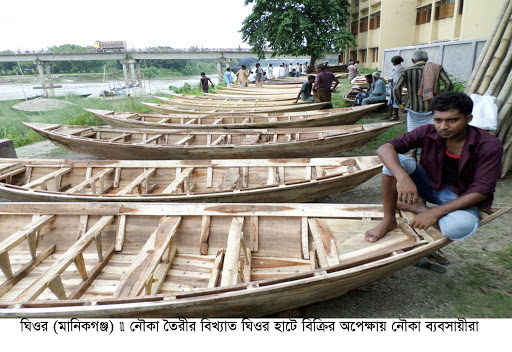 ঘিওর (মানিকগঞ্জ) ॥ নৌকা তৈরীর বিখ্যাত ঘিওর হাটে বিক্রির অপেক্ষায় নৌকা ব্যবসায়ীরা